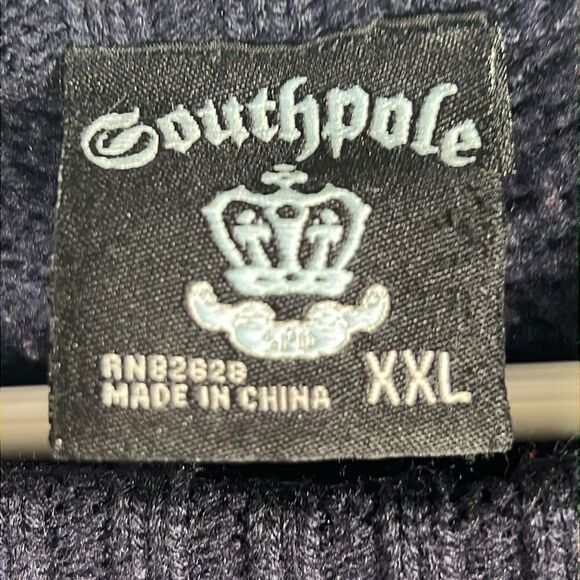 Southpole
RN82628
MADE IN CHINA
XXL